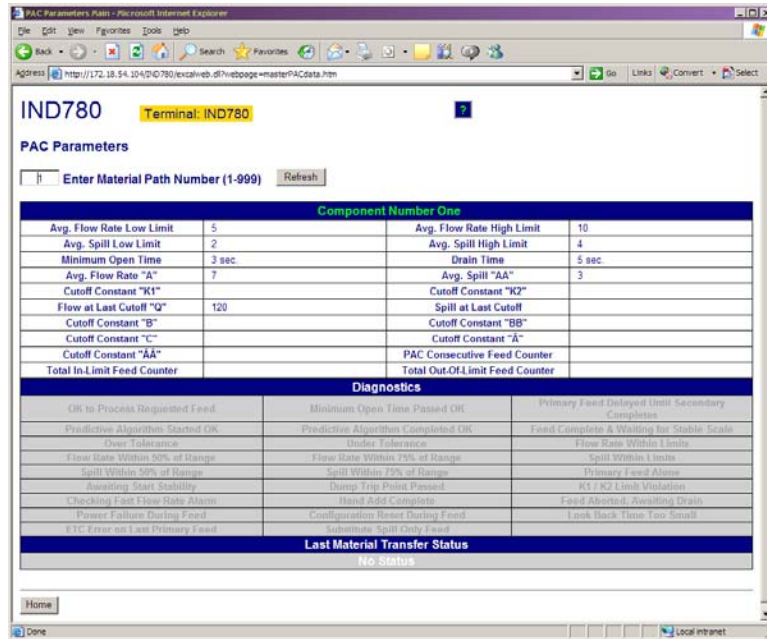 PAC Parameters Main - Microsoft Internet Explorer
File Edit View Favorites Tools Help
Back Search Favorites
Address http://172.18.54.104/IND780/excalweb.dll?webpage=masterPACdata.htm Go Links Convert Select
IND780 Terminal: IND780 ?
PAC Parameters
1 Enter Material Path Number (1-999) Refresh
Component Number One
Avg. Flow Rate Low Limit 5 Avg. Flow Rate High Limit 10
Avg. Spill Low Limit 2 Avg. Spill High Limit 4
Minimum Open Time 3 sec. Drain Time 5 sec.
Avg. Flow Rate "A" 7 Avg. Spill "AA" 3
Cutoff Constant "K1" Cutoff Constant "K2"
Flow at Last Cutoff "Q" 120 Spill at Last Cutoff
Cutoff Constant "B" Cutoff Constant "BB"
Cutoff Constant "C" Cutoff Constant "Â"
Cutoff Constant "ÂÂ" PAC Consecutive Feed Counter
Total In-Limit Feed Counter Total Out-Of-Limit Feed Counter
Diagnostics
OK to Process Requested Feed Minimum Open Time Passed OK Primary Feed Delayed Until Secondary Completes
Predictive Algorithm Started OK Predictive Algorithm Completed OK Feed Complete & Waiting for Stable Scale
Over Tolerance Under Tolerance Flow Rate Within Limits
Flow Rate Within 50% of Range Flow Rate Within 75% of Range Spill Within Limits
Spill Within 50% of Range Spill Within 75% of Range Primary Feed Alone
Awaiting Start Stability Dump Trip Point Passed K1 / K2 Limit Violation
Checking Fast Flow Rate Alarm Hand Add Complete Feed Aborted, Awaiting Drain
Power Failure During Feed Configuration Reset During Feed Look Back Time Too Small
ETC Error on Last Primary Feed Substitute Spill Only Feed
Last Material Transfer Status
No Status
Home
Done Local intranet